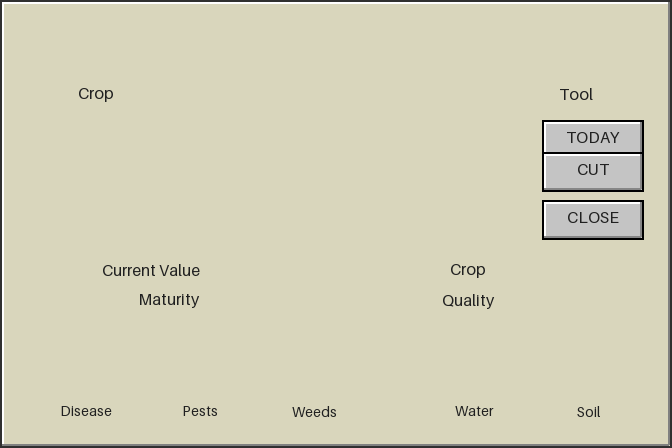 Crop
Tool
TODAY
CUT
CLOSE
Current Value
Crop
Maturity
Quality
Disease
Pests
Weeds
Water
Soil